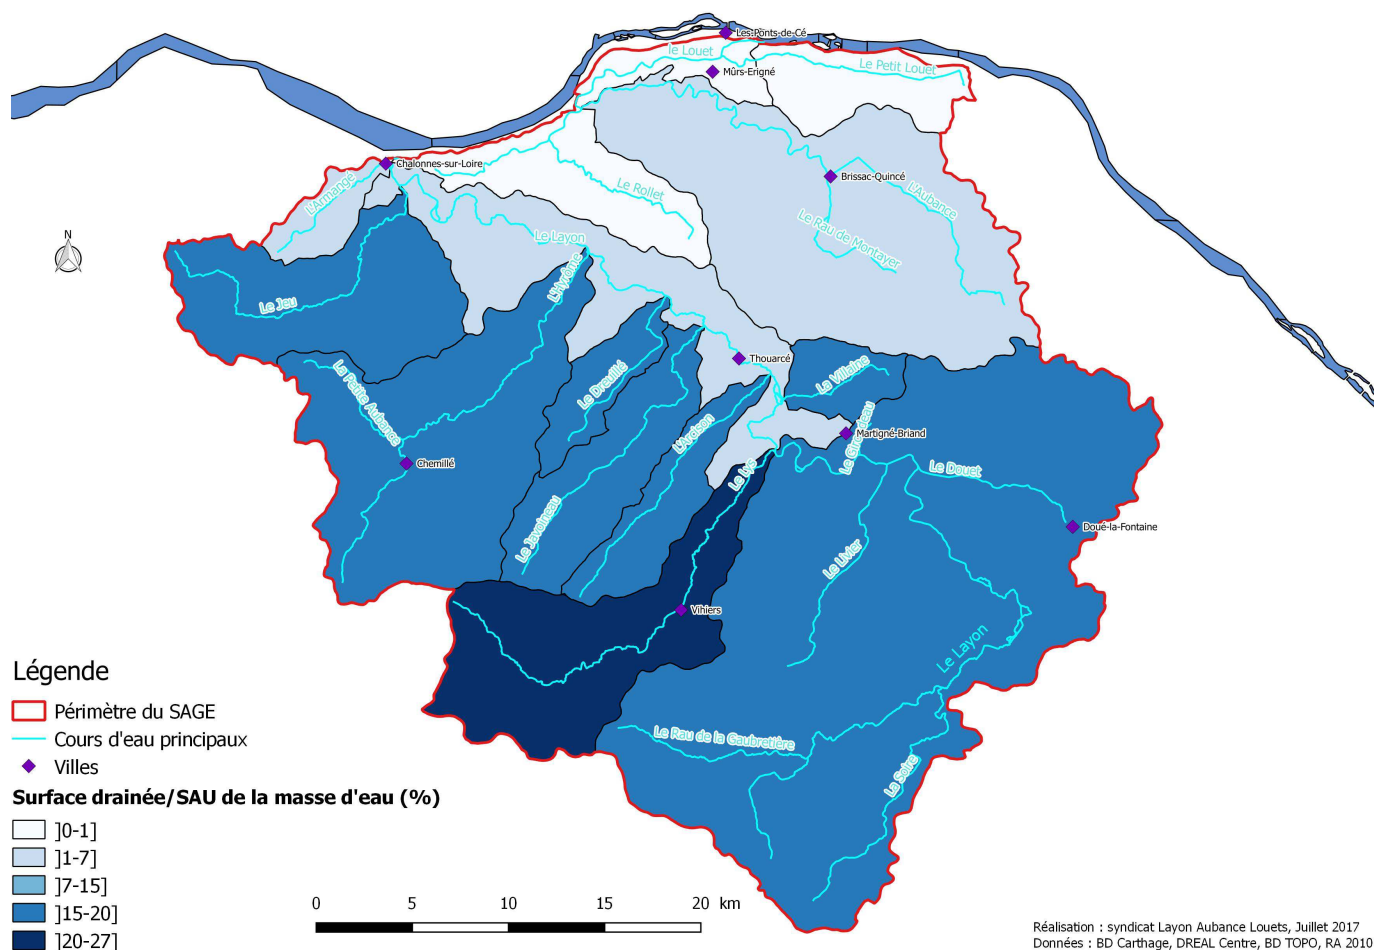 Les-Ponts-de-Cé
le Louet
Mûrs-Erigné
Le Petit Louet
Chalonnes-sur-Loire
L'Armangé
Le Rollet
Brissac-Quincé
L'Aubance
Le Rau de Montayer
N
Le Layon
L'Hyrôme
Le Jeu
La Petite Aubance
Le Dreuillé
Thouarcé
La Villaine
L'Arcison
Martigné-Briand
Chemillé
Le Lys
Le Douet
Le Javoineau
Doué-la-Fontaine
Le Livier
Vihiers
Le Layon
Le Rau de la Gaubretière
La Soire
Légende
Périmètre du SAGE
Cours d'eau principaux
Villes
Surface drainée/SAU de la masse d'eau (%)
]0-1]
]1-7]
]7-15]
]15-20]
]20-27]
0 5 10 15 20 km
Réalisation : syndicat Layon Aubance Louets, Juillet 2017
Données : BD Carthage, DREAL Centre, BD TOPO, RA 2010